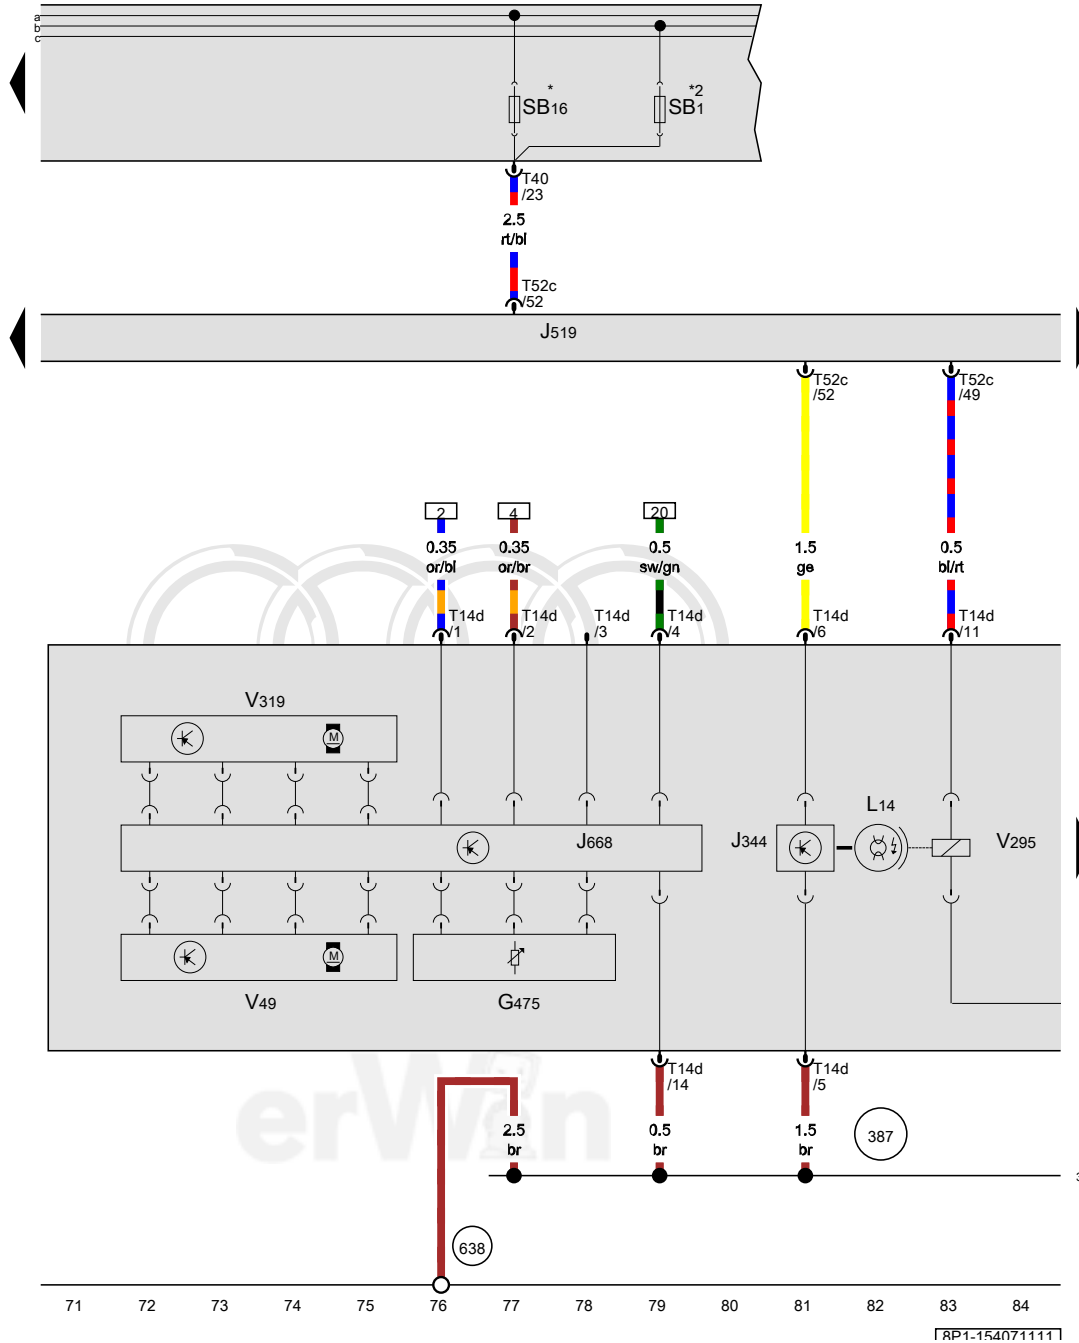 a
b
c
*
SB16
*2
SB1
T40
/23
2.5
rt/bl
T52c
/52
J519
T52c
/52
T52c
/49
2
4
20
0.35
or/bl
0.35
or/br
0.5
sw/gn
1.5
ge
0.5
bl/rt
T14d
/1
T14d
/2
T14d
/3
T14d
/4
T14d
/6
T14d
/11
V319
M
L14
J668
J344
V295
M
V49
G475
T14d
/14
T14d
/5
erWin
2.5
br
0.5
br
1.5
br
387
638
71 72 73 74 75 76 77 78 79 80 81 82 83 84
8P1-154071111